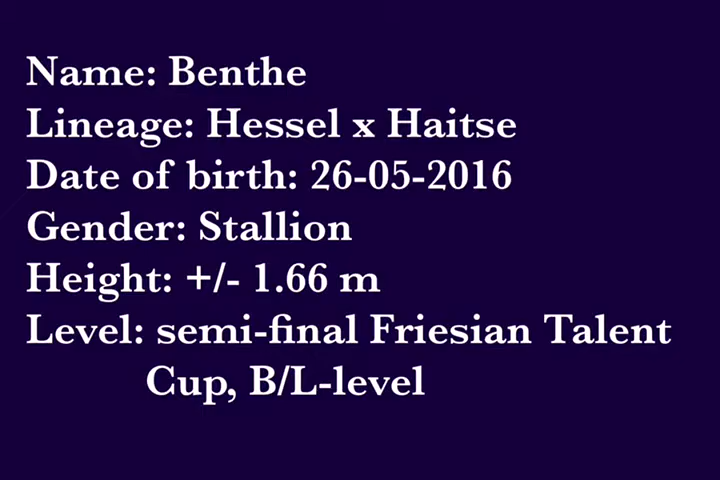 Name: Benthe
Lineage: Hessel x Haitse
Date of birth: 26-05-2016
Gender: Stallion
Height: +/- 1.66 m
Level: semi-final Friesian Talent
Cup, B/L-level